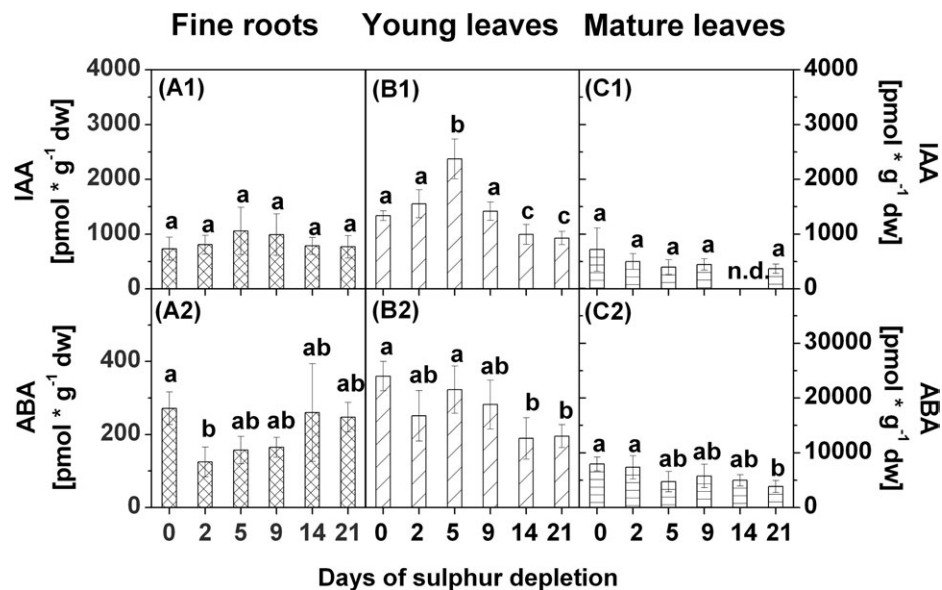 Fine roots Young leaves Mature leaves
4000 (A1) (B1) (C1) 4000
3000 b 3000
2000 a a a 2000
a a a a a a c c a
1000 a a a n.d. a 1000
0 0
IAA
[pmol * g⁻¹ dw]
IAA
[pmol * g⁻¹ dw]
(A2) (B2) (C2)
400 a ab ab ab a ab a ab b b 30000
200 b ab ab 20000
a a ab ab ab b 10000
0 0
ABA
[pmol * g⁻¹ dw]
ABA
[pmol * g⁻¹ dw]
0 2 5 9 14 21 0 2 5 9 14 21 0 2 5 9 14 21
Days of sulphur depletion